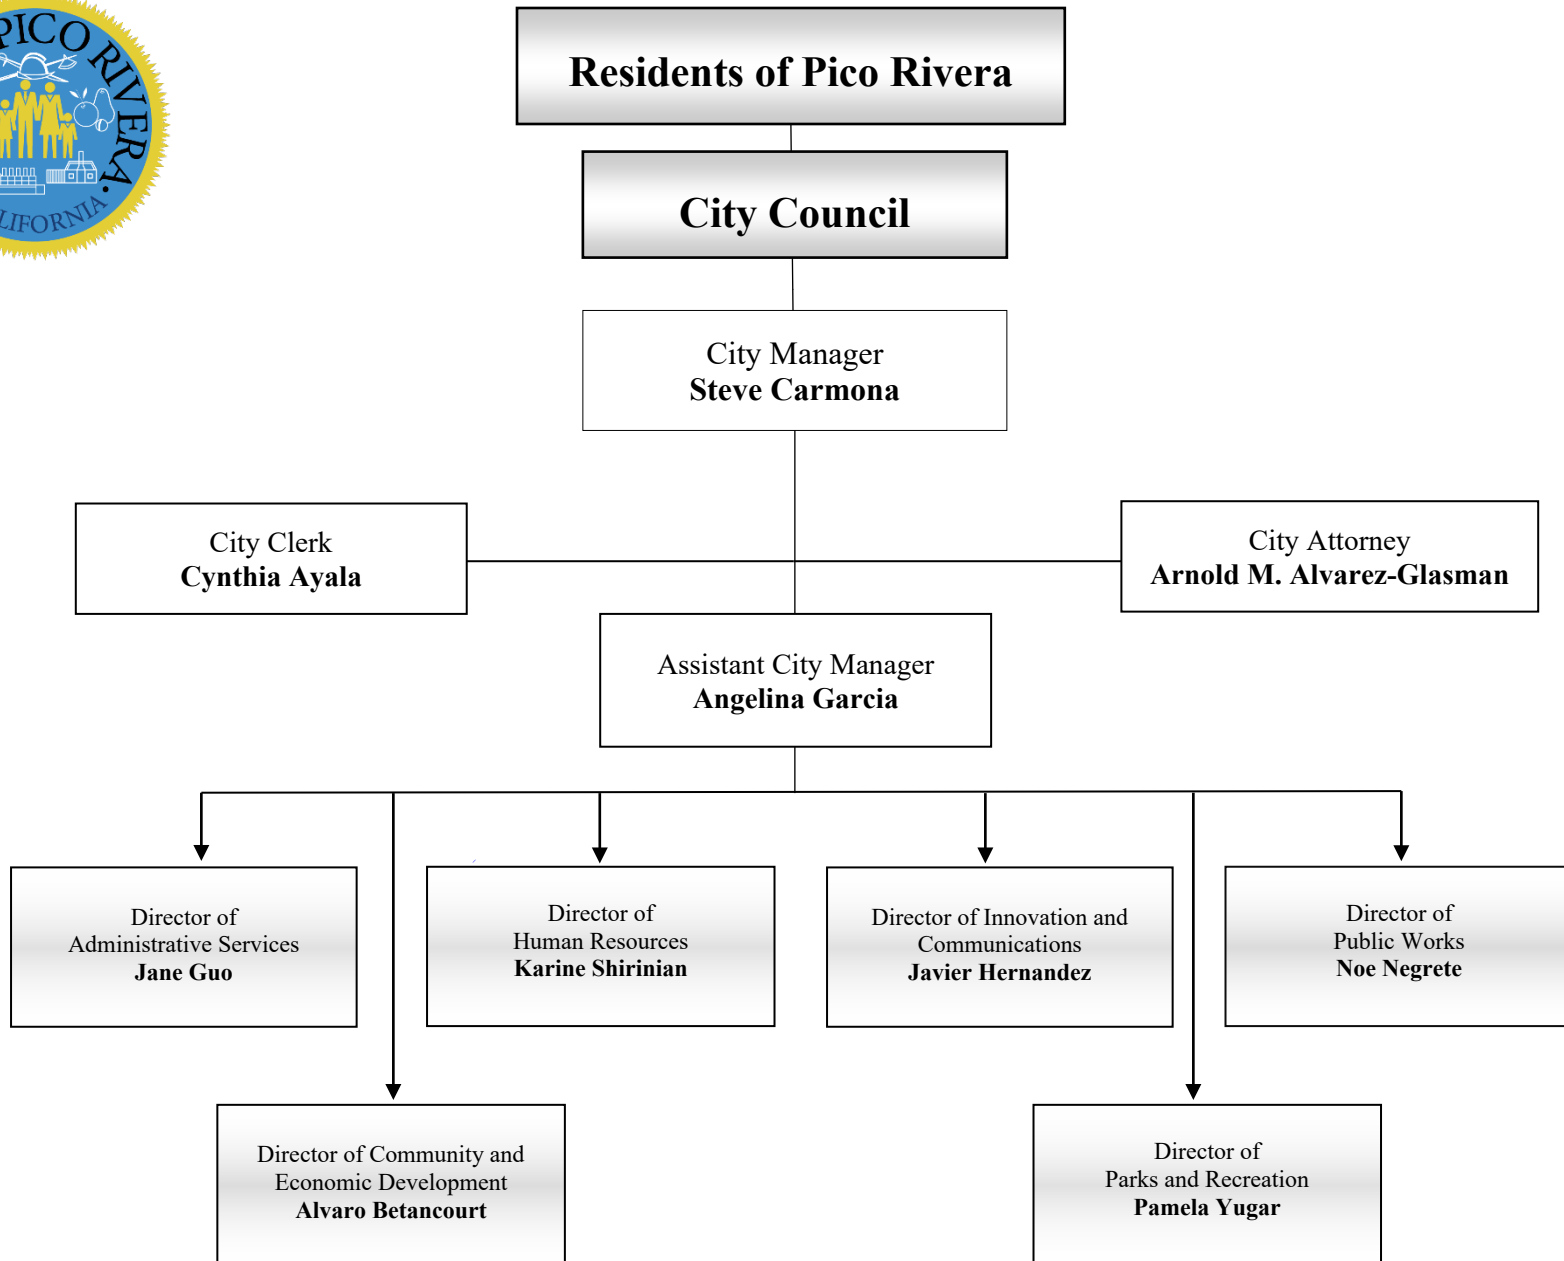 PICO RIVERA
Residents of Pico Rivera
City Council
City Manager
Steve Carmona
City Clerk
Cynthia Ayala
City Attorney
Arnold M. Alvarez-Glasman
Assistant City Manager
Angelina Garcia
Director of
Administrative Services
Jane Guo
Director of
Human Resources
Karine Shirinian
Director of Innovation and
Communications
Javier Hernandez
Director of
Public Works
Noe Negrete
Director of Community and
Economic Development
Alvaro Betancourt
Director of
Parks and Recreation
Pamela Yugar